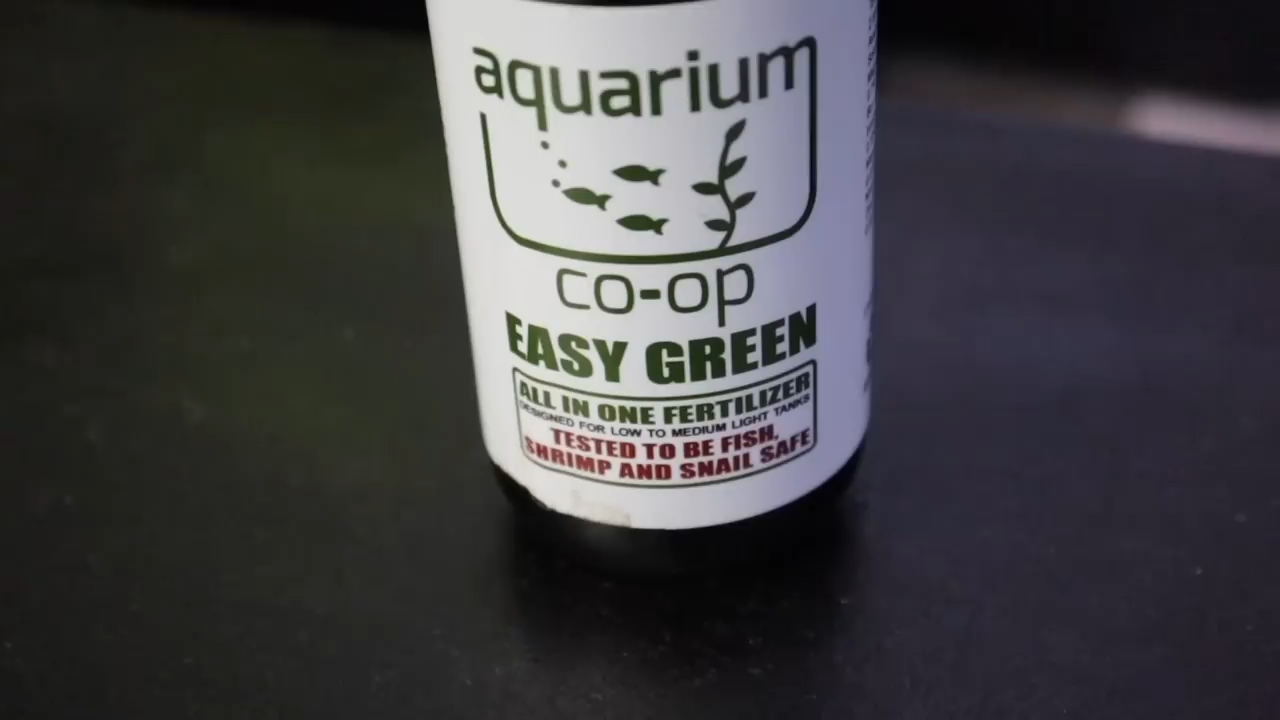 aquarium
co-op
EASY GREEN
ALL IN ONE FERTILIZER
DESIGNED FOR LOW TO MEDIUM LIGHT TANKS
TESTED TO BE FISH,
SHRIMP AND SNAIL SAFE